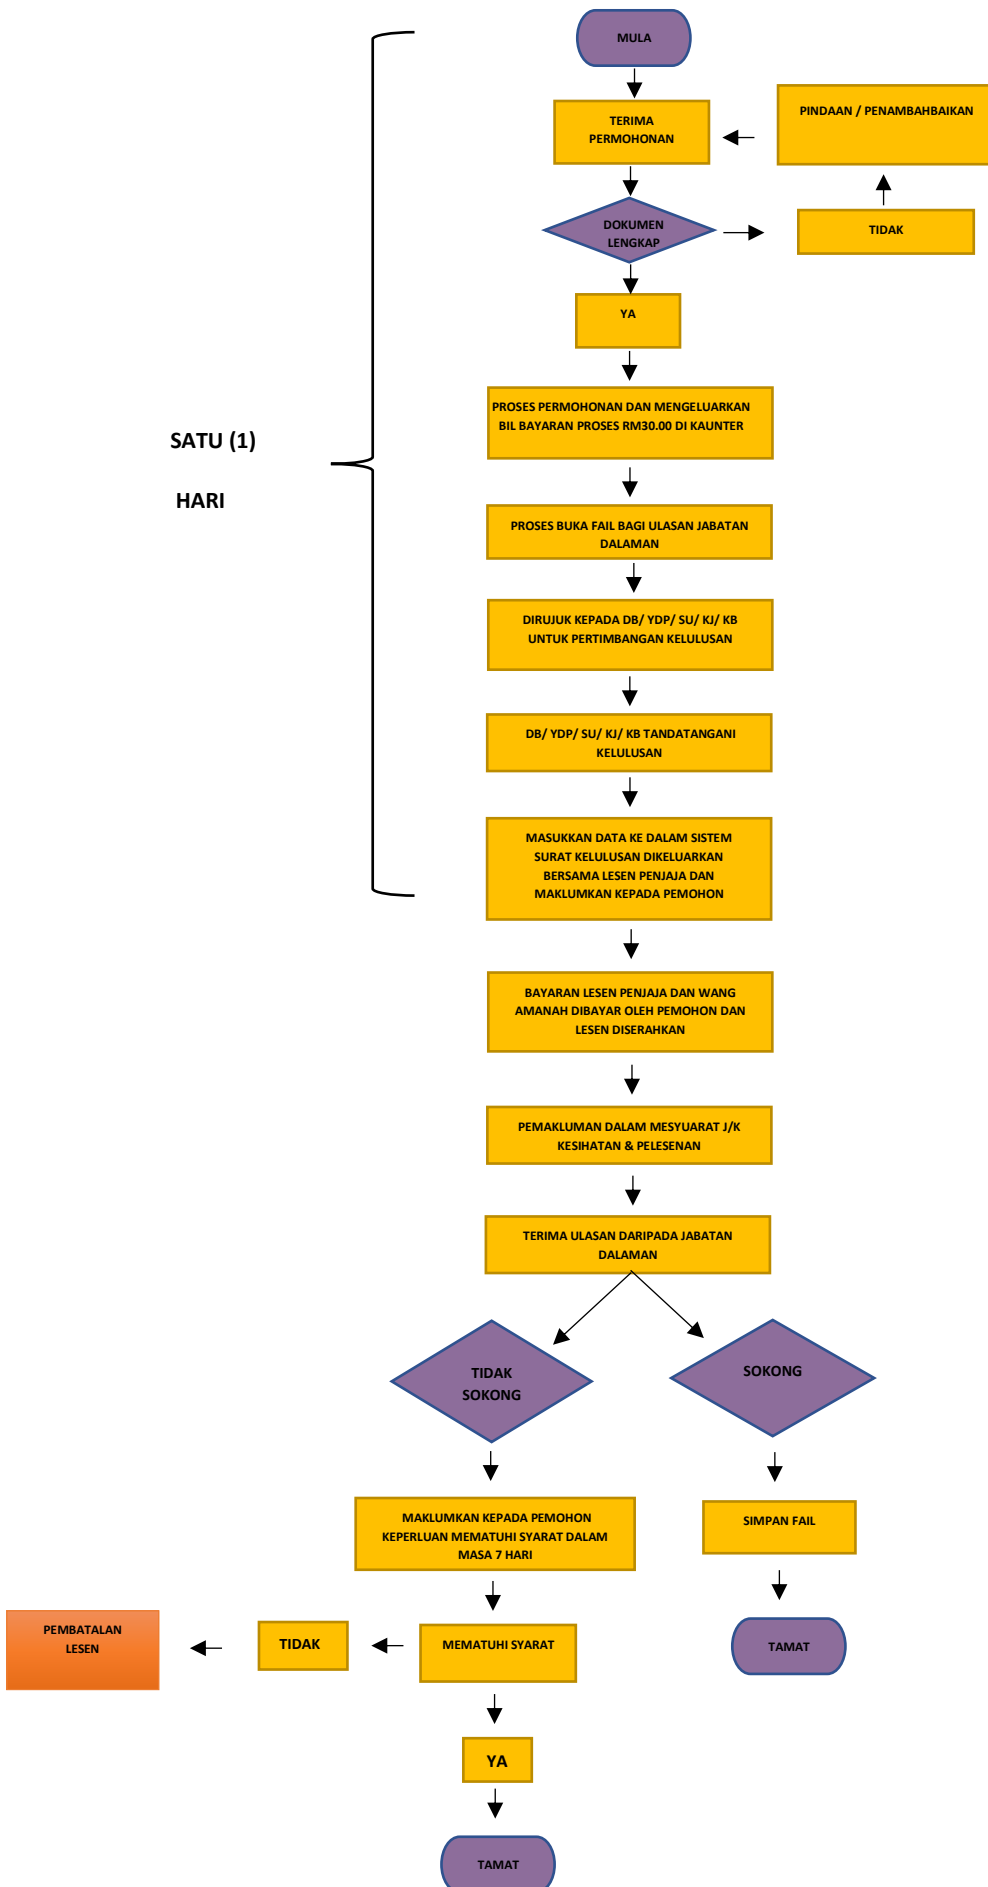 MULA
TERIMA
PERMOHONAN
PINDAAN / PENAMBAHBAIKAN
DOKUMEN
LENGKAP
TIDAK
YA
PROSES PERMOHONAN DAN MENGELUARKAN
BIL BAYARAN PROSES RM30.00 DI KAUNTER
SATU (1)
HARI
PROSES BUKA FAIL BAGI ULASAN JABATAN
DALAMAN
DIRUJUK KEPADA DB/ YDP/ SU/ KJ/ KB
UNTUK PERTIMBANGAN KELULUSAN
DB/ YDP/ SU/ KJ/ KB TANDATANGANI
KELULUSAN
MASUKKAN DATA KE DALAM SISTEM
SURAT KELULUSAN DIKELUARKAN
BERSAMA LESEN PENJAJA DAN
MAKLUMKAN KEPADA PEMOHON
BAYARAN LESEN PENJAJA DAN WANG
AMANAH DIBAYAR OLEH PEMOHON DAN
LESEN DISERAHKAN
PEMAKLUMAN DALAM MESYUARAT J/K
KESIHATAN & PELESENAN
TERIMA ULASAN DARIPADA JABATAN
DALAMAN
TIDAK
SOKONG
SOKONG
MAKLUMKAN KEPADA PEMOHON
KEPERLUAN MEMATUHI SYARAT DALAM
MASA 7 HARI
SIMPAN FAIL
PEMBATALAN
LESEN
TIDAK
MEMATUHI SYARAT
TAMAT
YA
TAMAT